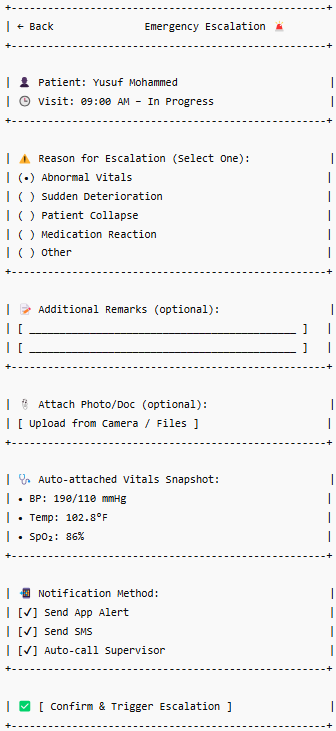 +----------------------------------------------------+
| ← Back               Emergency Escalation 🚨
+----------------------------------------------------+
| 👤 Patient: Yusuf Mohammed                         |
| 🕒 Visit: 09:00 AM – In Progress                   |
+----------------------------------------------------+
| ⚠️ Reason for Escalation (Select One):             |
| (•) Abnormal Vitals                                |
| ( ) Sudden Deterioration                           |
| ( ) Patient Collapse                               |
| ( ) Medication Reaction                            |
| ( ) Other                                          |
+----------------------------------------------------+
| 📝 Additional Remarks (optional):                  |
| [ ____________________________________________ ]   |
| [ ____________________________________________ ]   |
+----------------------------------------------------+
| 📎 Attach Photo/Doc (optional):                    |
| [ Upload from Camera / Files ]                     |
+----------------------------------------------------+
| 🩺 Auto-attached Vitals Snapshot:                  |
| • BP: 190/110 mmHg                                 |
| • Temp: 102.8°F                                    |
| • SpO₂: 86%                                        |
+----------------------------------------------------+
| 📲 Notification Method:                            |
| [✔] Send App Alert                                 |
| [✔] Send SMS                                       |
| [✔] Auto-call Supervisor                           |
+----------------------------------------------------+
| ✅ [ Confirm & Trigger Escalation ]                |
+----------------------------------------------------+